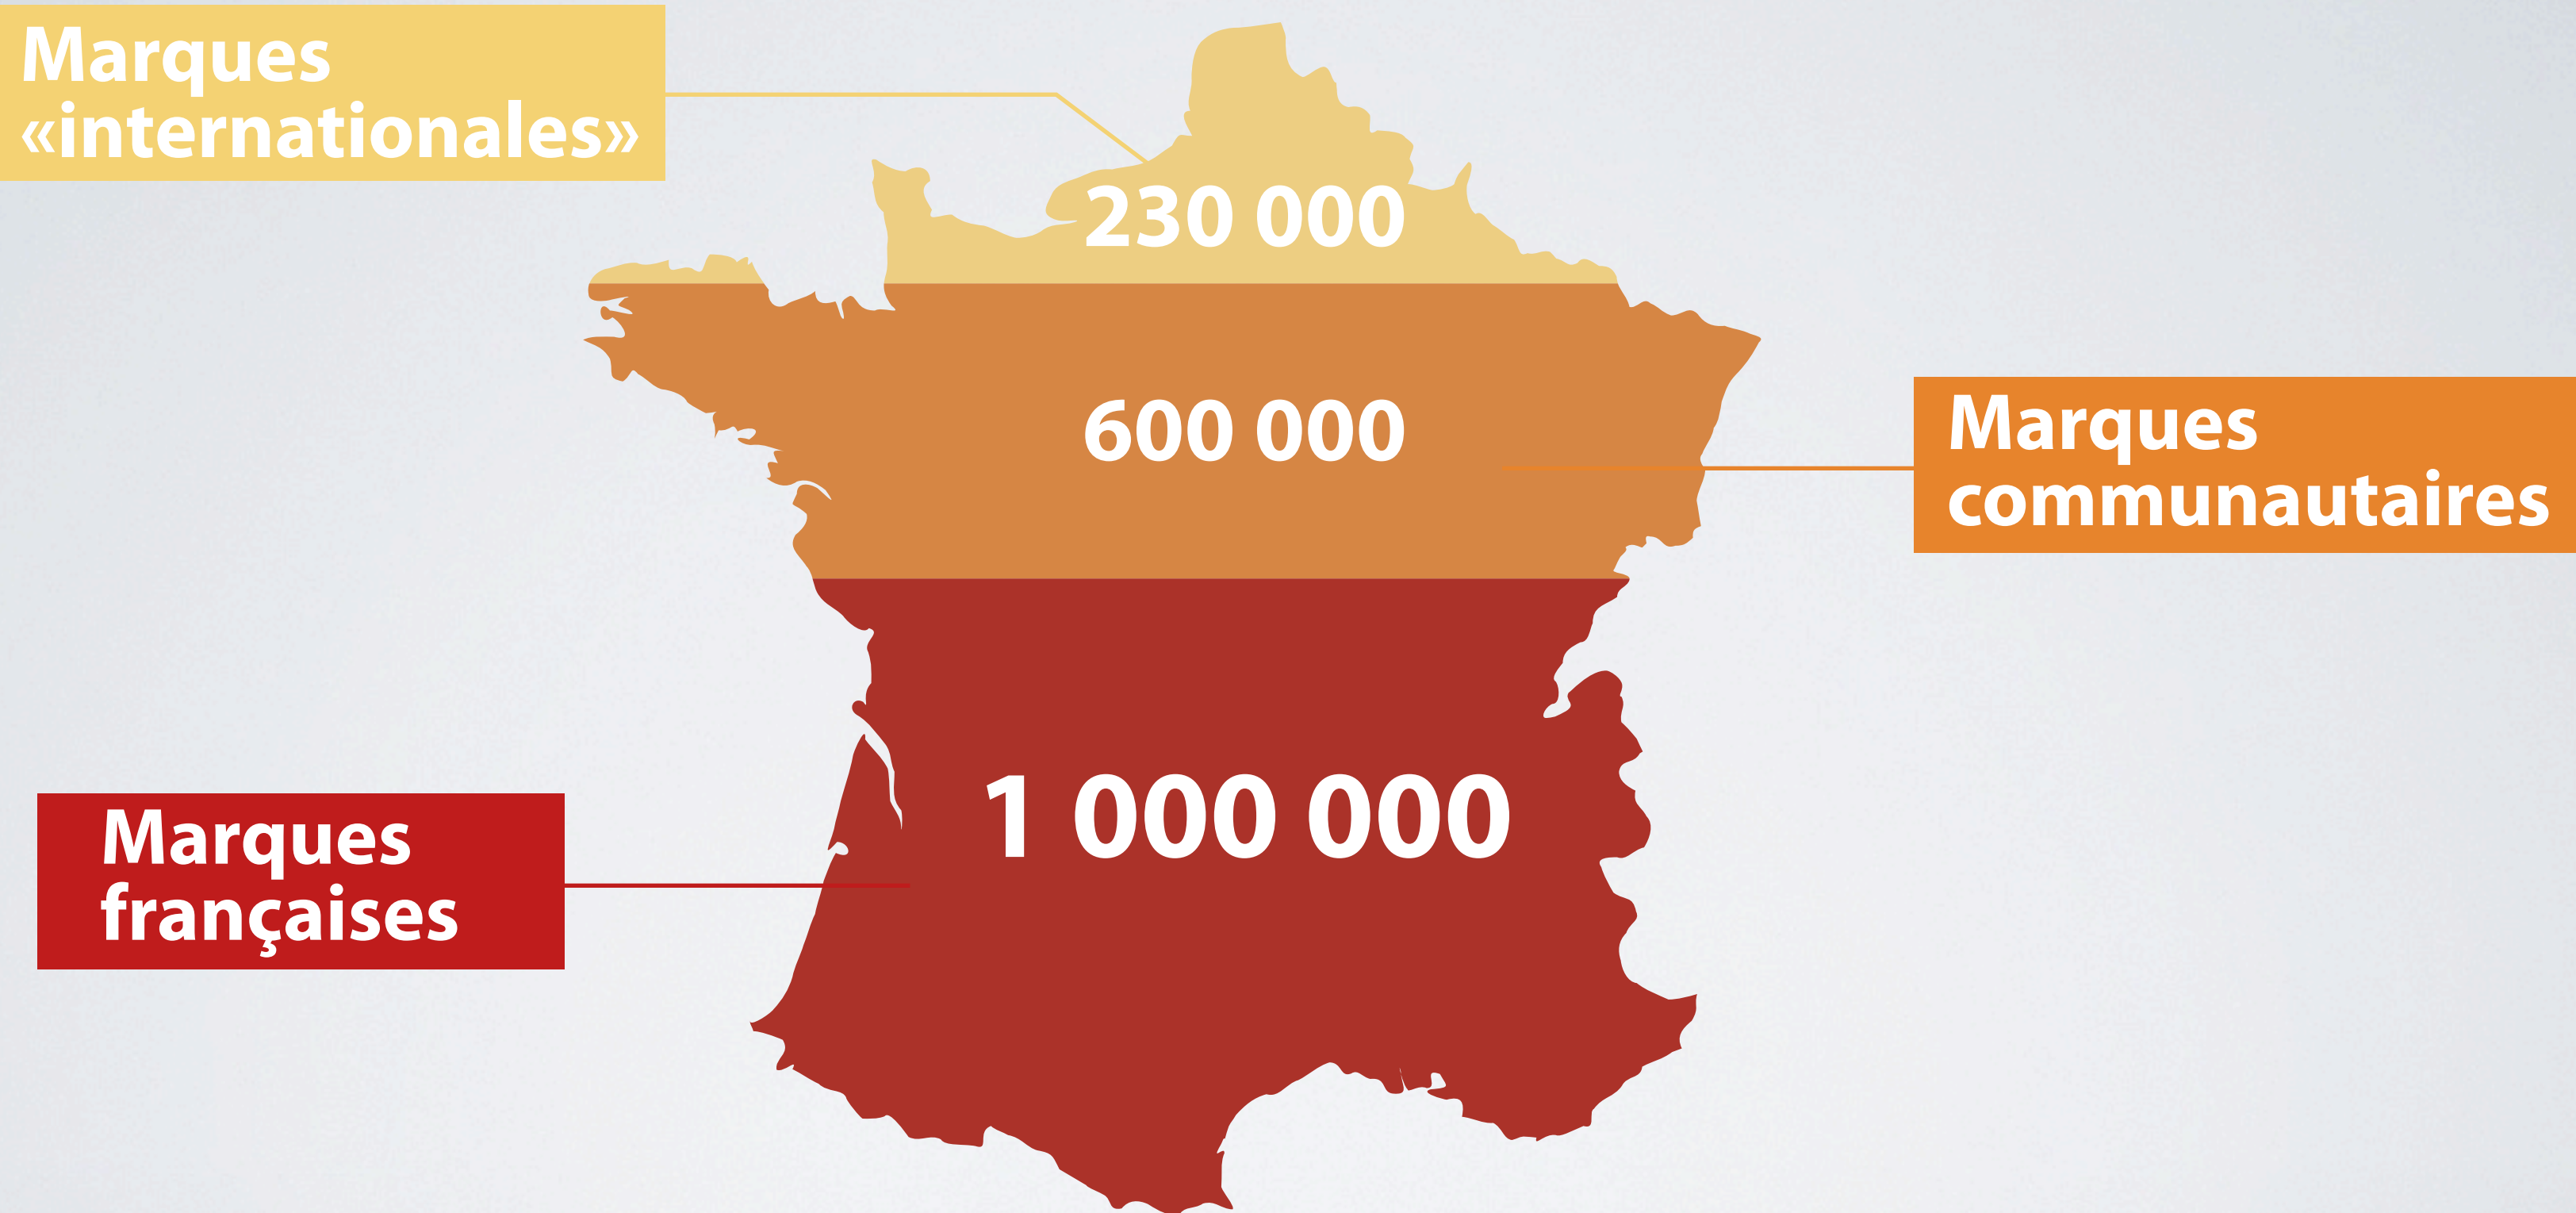 Marques
«internationales»
230 000
600 000
Marques
communautaires
1 000 000
Marques
françaises